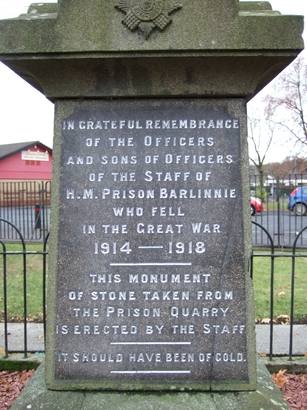 IN GRATEFUL REMEMBRANCE
OF THE OFFICERS
AND SONS OF OFFICERS
OF THE STAFF OF
H.M. PRISON BARLINNIE
WHO FELL
IN THE GREAT WAR
1914 — 1918
THIS MONUMENT
OF STONE TAKEN FROM
THE PRISON QUARRY
IS ERECTED BY THE STAFF
IT SHOULD HAVE BEEN OF GOLD.